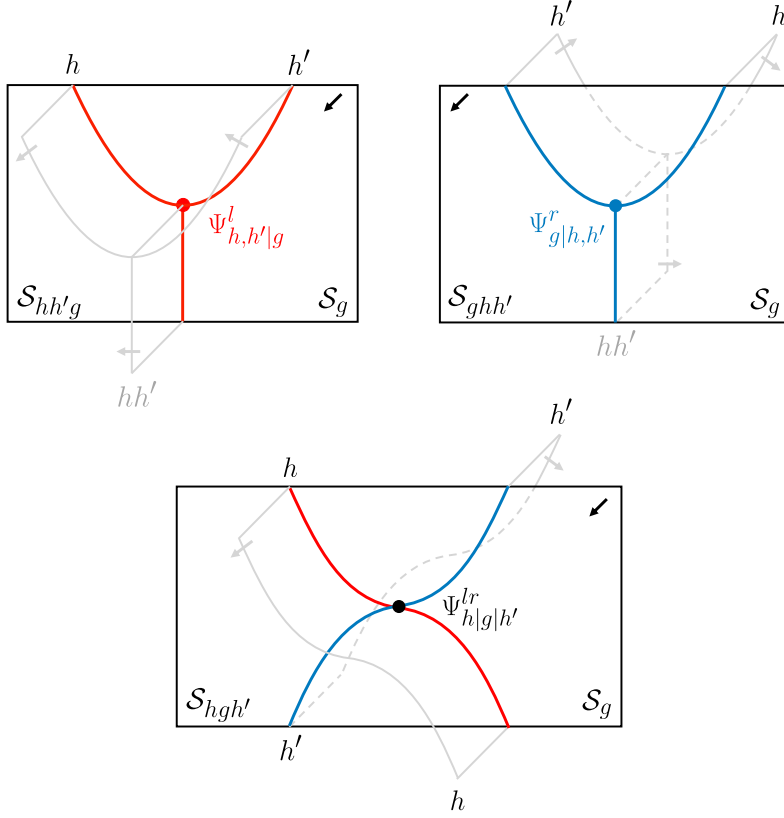 h′ h
h h′
Ψ^l_{h,h′|g}
Ψ^r_{g|h,h′}
𝒮_{hh′g} 𝒮_g
𝒮_{ghh′} 𝒮_g
hh′
hh′
h′
h
Ψ^{lr}_{h|g|h′}
𝒮_{hgh′} 𝒮_g
h′
h